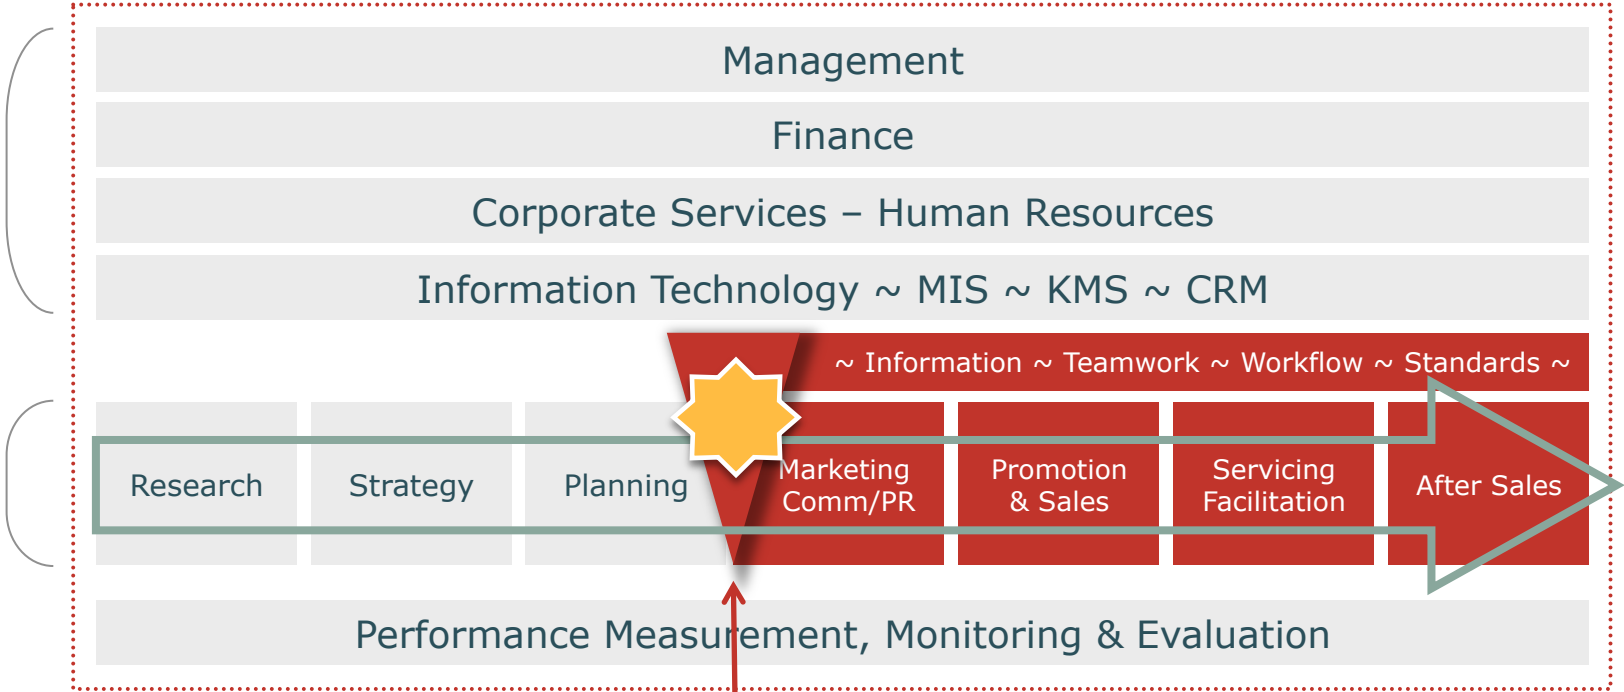 Management
Finance
Corporate Services – Human Resources
Information Technology ~ MIS ~ KMS ~ CRM
~ Information ~ Teamwork ~ Workflow ~ Standards ~
Research
Strategy
Planning
Marketing
Comm/PR
Promotion
& Sales
Servicing
Facilitation
After Sales
Performance Measurement, Monitoring & Evaluation